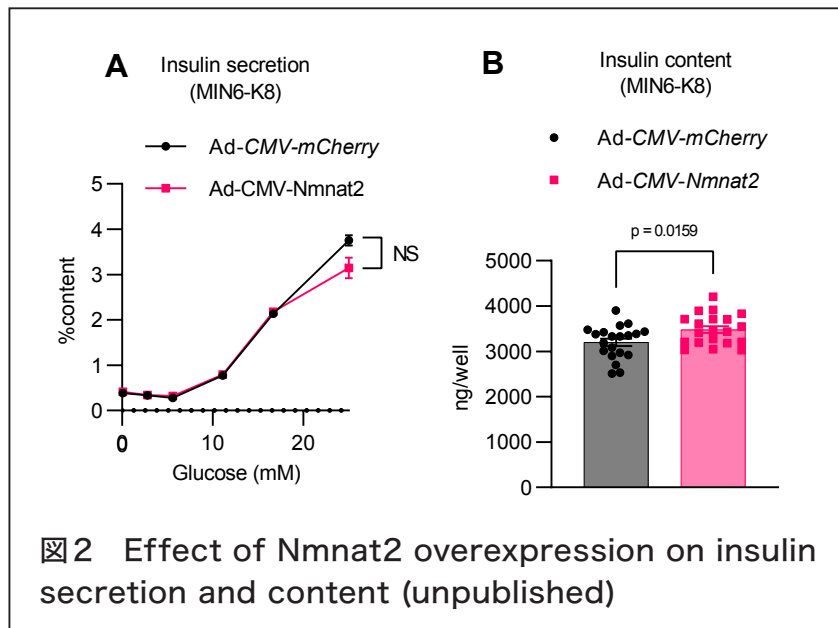 A
Insulin secretion
(MIN6-K8)
Ad-CMV-mCherry
Ad-CMV-Nmnat2
5
4
3
2
1
0
%content
NS
0
0
10
20
Glucose (mM)
B
Insulin content
(MIN6-K8)
Ad-CMV-mCherry
Ad-CMV-Nmnat2
p = 0.0159
5000
4000
3000
2000
1000
0
ng/well
図2 Effect of Nmnat2 overexpression on insulin
secretion and content (unpublished)